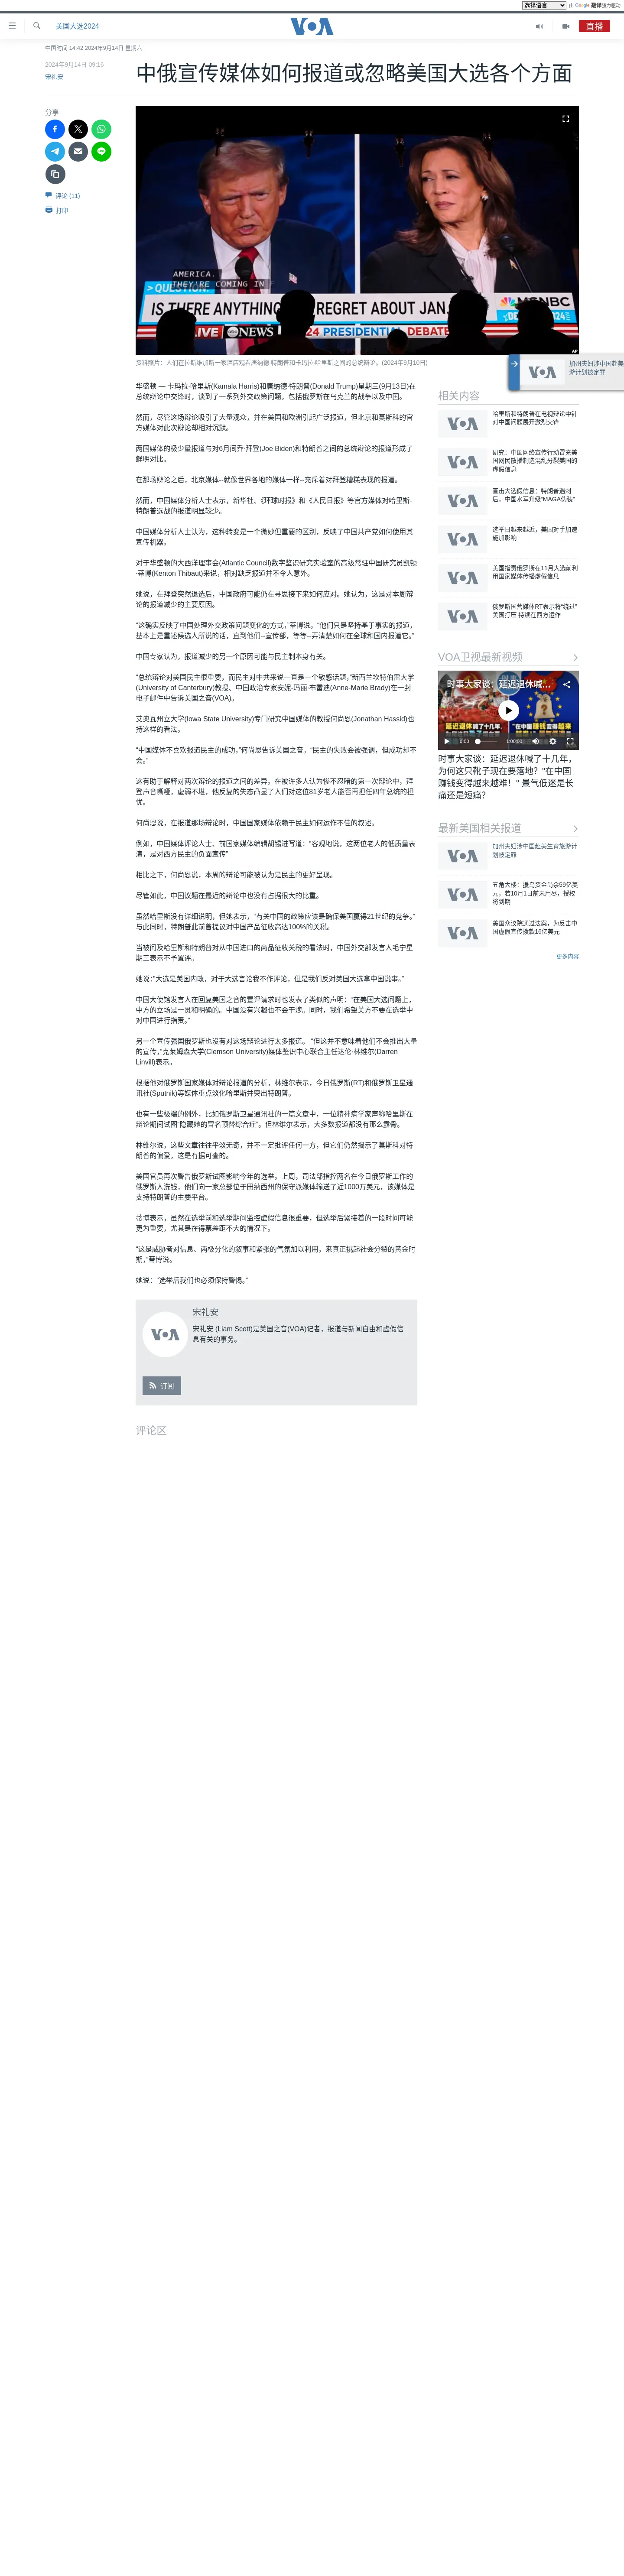 选择语言 由 Google 翻译强力驱动
美国大选2024
VOA
直播
中国时间 14:42 2024年9月14日 星期六
2024年9月14日 09:16
宋礼安
中俄宣传媒体如何报道或忽略美国大选各个方面
分享
评论 (11)
打印
AMERICA.
THEY'RE COMING IN
QUESTION
IS THERE ANYTHING REGRET ABOUT JAN
MSNBC
LIVE abc NEWS 24 PRESIDENTIAL DEBATE
AP
资料照片：人们在拉斯维加斯一家酒店观看唐纳德·特朗普和卡玛拉·哈里斯之间的总统辩论。(2024年9月10日)
加州夫妇涉中国赴美
游计划被定罪
华盛顿 — 卡玛拉·哈里斯(Kamala Harris)和唐纳德·特朗普(Donald Trump)星期三(9月13日)在
总统辩论中交锋时，谈到了一系列外交政策问题，包括俄罗斯在乌克兰的战争以及中国。
然而，尽管这场辩论吸引了大量观众，并在美国和欧洲引起广泛报道，但北京和莫斯科的官
方媒体对此次辩论却相对沉默。
两国媒体的极少量报道与对6月间乔·拜登(Joe Biden)和特朗普之间的总统辩论的报道形成了
鲜明对比。
在那场辩论之后，北京媒体--就像世界各地的媒体一样--充斥着对拜登糟糕表现的报道。
然而，中国媒体分析人士表示，新华社、《环球时报》和《人民日报》等官方媒体对哈里斯-
特朗普选战的报道明显较少。
中国媒体分析人士认为，这种转变是一个微妙但重要的区别，反映了中国共产党如何使用其
宣传机器。
对于华盛顿的大西洋理事会(Atlantic Council)数字鉴识研究实验室的高级常驻中国研究员凯顿
·蒂博(Kenton Thibaut)来说，相对缺乏报道并不令人意外。
她说，在拜登突然退选后，中国政府可能仍在寻思接下来如何应对。她认为，这是对本周辩
论的报道减少的主要原因。
“这确实反映了中国处理外交政策问题变化的方式，”蒂博说。“他们只是坚持基于事实的报道，
基本上是重述候选人所说的话，直到他们--宣传部，等等--弄清楚如何在全球和国内报道它。”
中国专家认为，报道减少的另一个原因可能与民主制本身有关。
“总统辩论对美国民主很重要，而民主对中共来说一直是一个敏感话题，”新西兰坎特伯雷大学
(University of Canterbury)教授、中国政治专家安妮-玛丽·布雷迪(Anne-Marie Brady)在一封
电子邮件中告诉美国之音(VOA)。
艾奥瓦州立大学(Iowa State University)专门研究中国媒体的教授何尚恩(Jonathan Hassid)也
持这样的看法。
“中国媒体不喜欢报道民主的成功，”何尚恩告诉美国之音。“民主的失败会被强调，但成功却不
会。”
这有助于解释对两次辩论的报道之间的差异。在被许多人认为惨不忍睹的第一次辩论中，拜
登声音嘶哑，虚弱不堪，他反复的失态凸显了人们对这位81岁老人能否再担任四年总统的担
忧。
何尚恩说，在报道那场辩论时，中国国家媒体依赖于民主如何运作不佳的叙述。
例如，中国媒体评论人士、前国家媒体编辑胡锡进写道：“客观地说，这两位老人的低质量表
演，是对西方民主的负面宣传”
相比之下，何尚恩说，本周的辩论可能被认为是民主的更好呈现。
尽管如此，中国议题在最近的辩论中也没有占据很大的比重。
虽然哈里斯没有详细说明，但她表示，“有关中国的政策应该是确保美国赢得21世纪的竞争。”
与此同时，特朗普此前曾提议对中国产品征收高达100%的关税。
当被问及哈里斯和特朗普对从中国进口的商品征收关税的看法时，中国外交部发言人毛宁星
期三表示不予置评。
她说：“大选是美国内政，对于大选言论我不作评论，但是我们反对美国大选拿中国说事。”
中国大使馆发言人在回复美国之音的置评请求时也发表了类似的声明：“在美国大选问题上，
中方的立场是一贯和明确的。中国没有兴趣也不会干涉。同时，我们希望美方不要在选举中
对中国进行指责。”
另一个宣传强国俄罗斯也没有对这场辩论进行太多报道。 “但这并不意味着他们不会推出大量
的宣传，”克莱姆森大学(Clemson University)媒体鉴识中心联合主任达伦·林维尔(Darren
Linvill)表示。
根据他对俄罗斯国家媒体对辩论报道的分析，林维尔表示，今日俄罗斯(RT)和俄罗斯卫星通
讯社(Sputnik)等媒体重点淡化哈里斯并突出特朗普。
也有一些极端的例外，比如俄罗斯卫星通讯社的一篇文章中，一位精神病学家声称哈里斯在
辩论期间试图“隐藏她的冒名顶替综合症”。但林维尔表示，大多数报道都没有那么露骨。
林维尔说，这些文章往往平淡无奇，并不一定批评任何一方，但它们仍然揭示了莫斯科对特
朗普的偏爱，这是有据可查的。
美国官员再次警告俄罗斯试图影响今年的选举。上周，司法部指控两名在今日俄罗斯工作的
俄罗斯人洗钱，他们向一家总部位于田纳西州的保守派媒体输送了近1000万美元，该媒体是
支持特朗普的主要平台。
蒂博表示，虽然在选举前和选举期间监控虚假信息很重要，但选举后紧接着的一段时间可能
更为重要，尤其是在得票差距不大的情况下。
“这是威胁者对信息、两极分化的叙事和紧张的气氛加以利用，来真正挑起社会分裂的黄金时
期，”蒂博说。
她说：“选举后我们也必须保持警惕。”
宋礼安
宋礼安 (Liam Scott)是美国之音(VOA)记者，报道与新闻自由和虚假信
息有关的事务。
订阅
评论区
相关内容
哈里斯和特朗普在电视辩论中针
对中国问题展开激烈交锋
研究：中国网络宣传行动冒充美
国网民散播制造混乱分裂美国的
虚假信息
直击大选假信息：特朗普遇刺
后，中国水军升级“MAGA伪装”
选举日越来越近，美国对手加速
施加影响
美国指责俄罗斯在11月大选前利
用国家媒体传播虚假信息
俄罗斯国营媒体RT表示将“绕过”
美国打压 持续在西方运作
VOA卫视最新视频
时事大家谈：延迟退休喊...
0:00 1:00:00
时事大家谈：延迟退休喊了十几年，
为何这只靴子现在要落地？"在中国
赚钱变得越来越难！" 景气低迷是长
痛还是短痛？
最新美国相关报道
加州夫妇涉中国赴美生育旅游计
划被定罪
五角大楼：援乌资金尚余59亿美
元，若10月1日前未用尽，授权
将到期
美国众议院通过法案，为反击中
国虚假宣传拨款16亿美元
更多内容